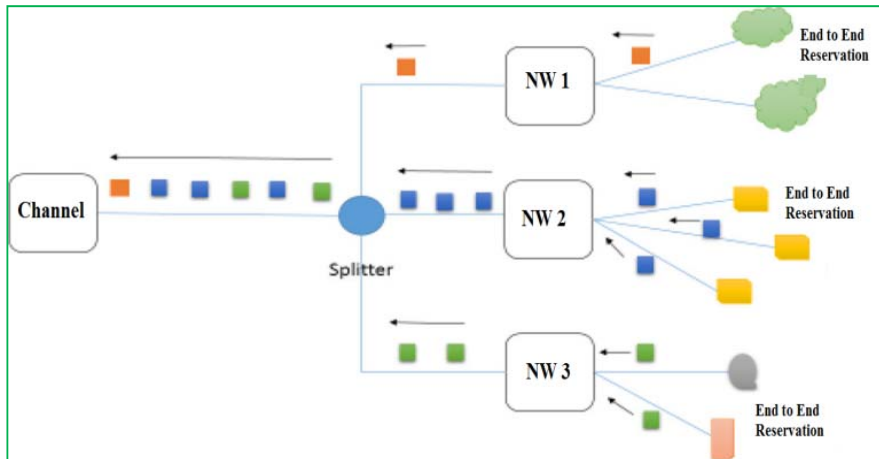 NW 1
End to End
Reservation
Channel
Splitter
NW 2
End to End
Reservation
NW 3
End to End
Reservation